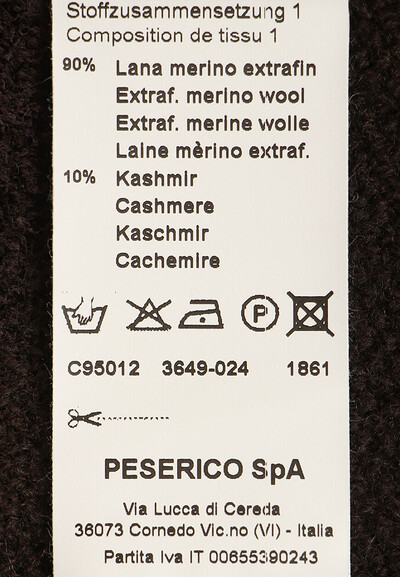 Stoffzusammensetzung 1
Composition de tissu 1
90% Lana merino extrafin
Extraf. merino wool
Extraf. merine wolle
Laine mèrino extraf.
10% Kashmir
Cashmere
Kaschmir
Cachemire
P
C95012 3649-024 1861
PESERICO SpA
Via Lucca di Cereda
36073 Cornedo Vic.no (VI) - Italia
Partita Iva IT 00655390243